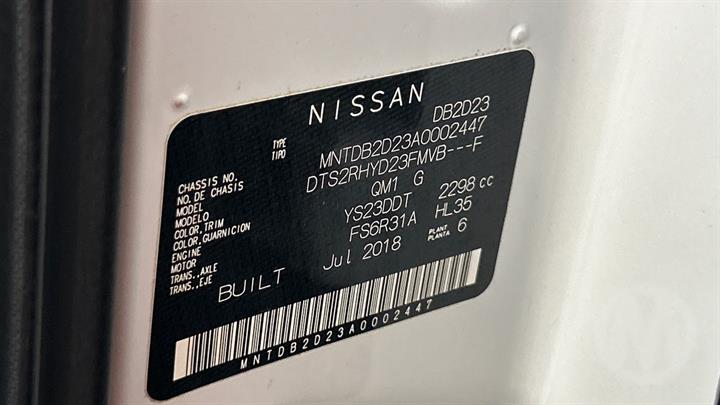 NISSAN
TYPE DB2D23
TIPO
CHASSIS NO. MNTDB2D23A0002447
NO. DE CHASIS
MODEL DTS2RHYD23FMVB---F
MODELO
COLOR,TRIM QM1 G
COLOR,GUARNICION
ENGINE YS23DDT 2298 cc
MOTOR
TRANS.,AXLE FS6R31A HL35
TRANS.,EJE
PLANT 6
PLANTA
BUILT Jul 2018
MNTDB2D23A0002447